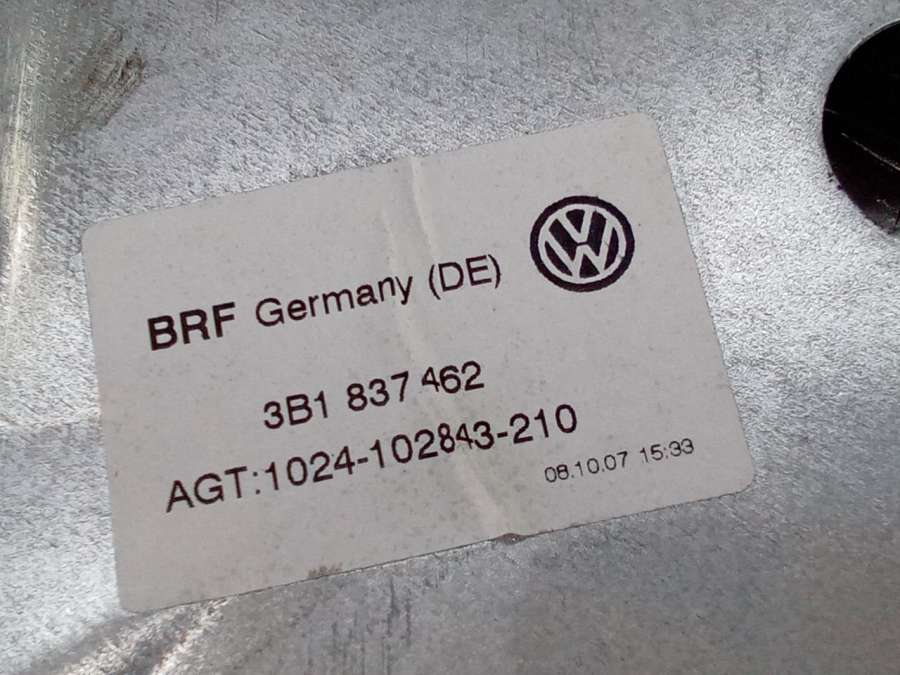 BRF Germany (DE)
3B1 837 462
AGT:1024-102843-210
08.10.07 15:33